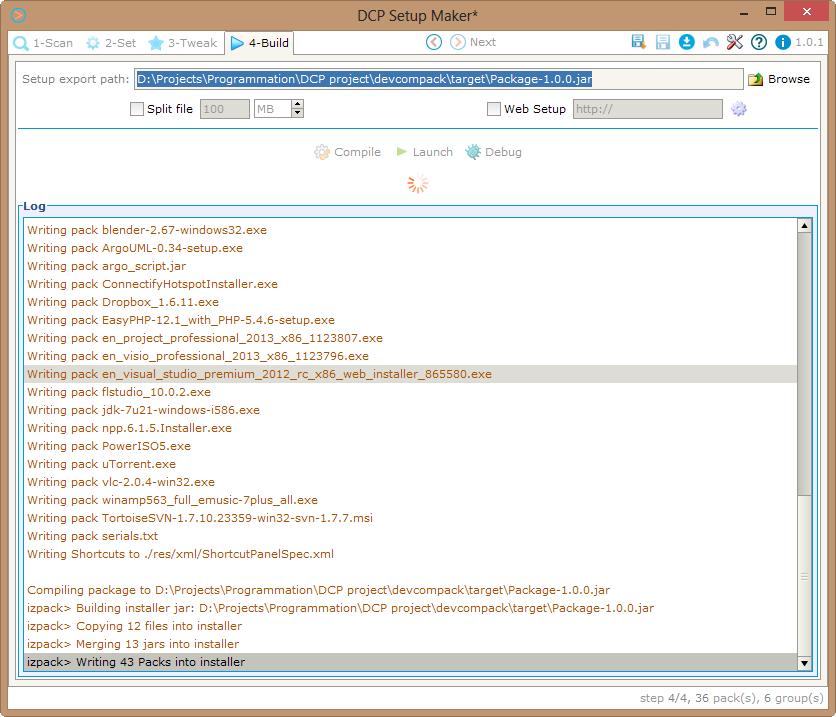 DCP Setup Maker*
1-Scan 2-Set 3-Tweak 4-Build Next 1.0.1
Setup export path: D:\Projects\Programmation\DCP project\devcompack\target\Package-1.0.0.jar Browse
Split file 100 MB Web Setup http://
Compile Launch Debug
Log
Writing pack blender-2.67-windows32.exe
Writing pack ArgoUML-0.34-setup.exe
Writing pack argo_script.jar
Writing pack ConnectifyHotspotInstaller.exe
Writing pack Dropbox_1.6.11.exe
Writing pack EasyPHP-12.1_with_PHP-5.4.6-setup.exe
Writing pack en_project_professional_2013_x86_1123807.exe
Writing pack en_visio_professional_2013_x86_1123796.exe
Writing pack en_visual_studio_premium_2012_rc_x86_web_installer_865580.exe
Writing pack flstudio_10.0.2.exe
Writing pack jdk-7u21-windows-i586.exe
Writing pack npp.6.1.5.Installer.exe
Writing pack PowerISO5.exe
Writing pack uTorrent.exe
Writing pack vlc-2.0.4-win32.exe
Writing pack winamp563_full_emusic-7plus_all.exe
Writing pack TortoiseSVN-1.7.10.23359-win32-svn-1.7.7.msi
Writing pack serials.txt
Writing Shortcuts to ./res/xml/ShortcutPanelSpec.xml
Compiling package to D:\Projects\Programmation\DCP project\devcompack\target\Package-1.0.0.jar
izpack> Building installer jar: D:\Projects\Programmation\DCP project\devcompack\target\Package-1.0.0.jar
izpack> Copying 12 files into installer
izpack> Merging 13 jars into installer
izpack> Writing 43 Packs into installer
step 4/4, 36 pack(s), 6 group(s)